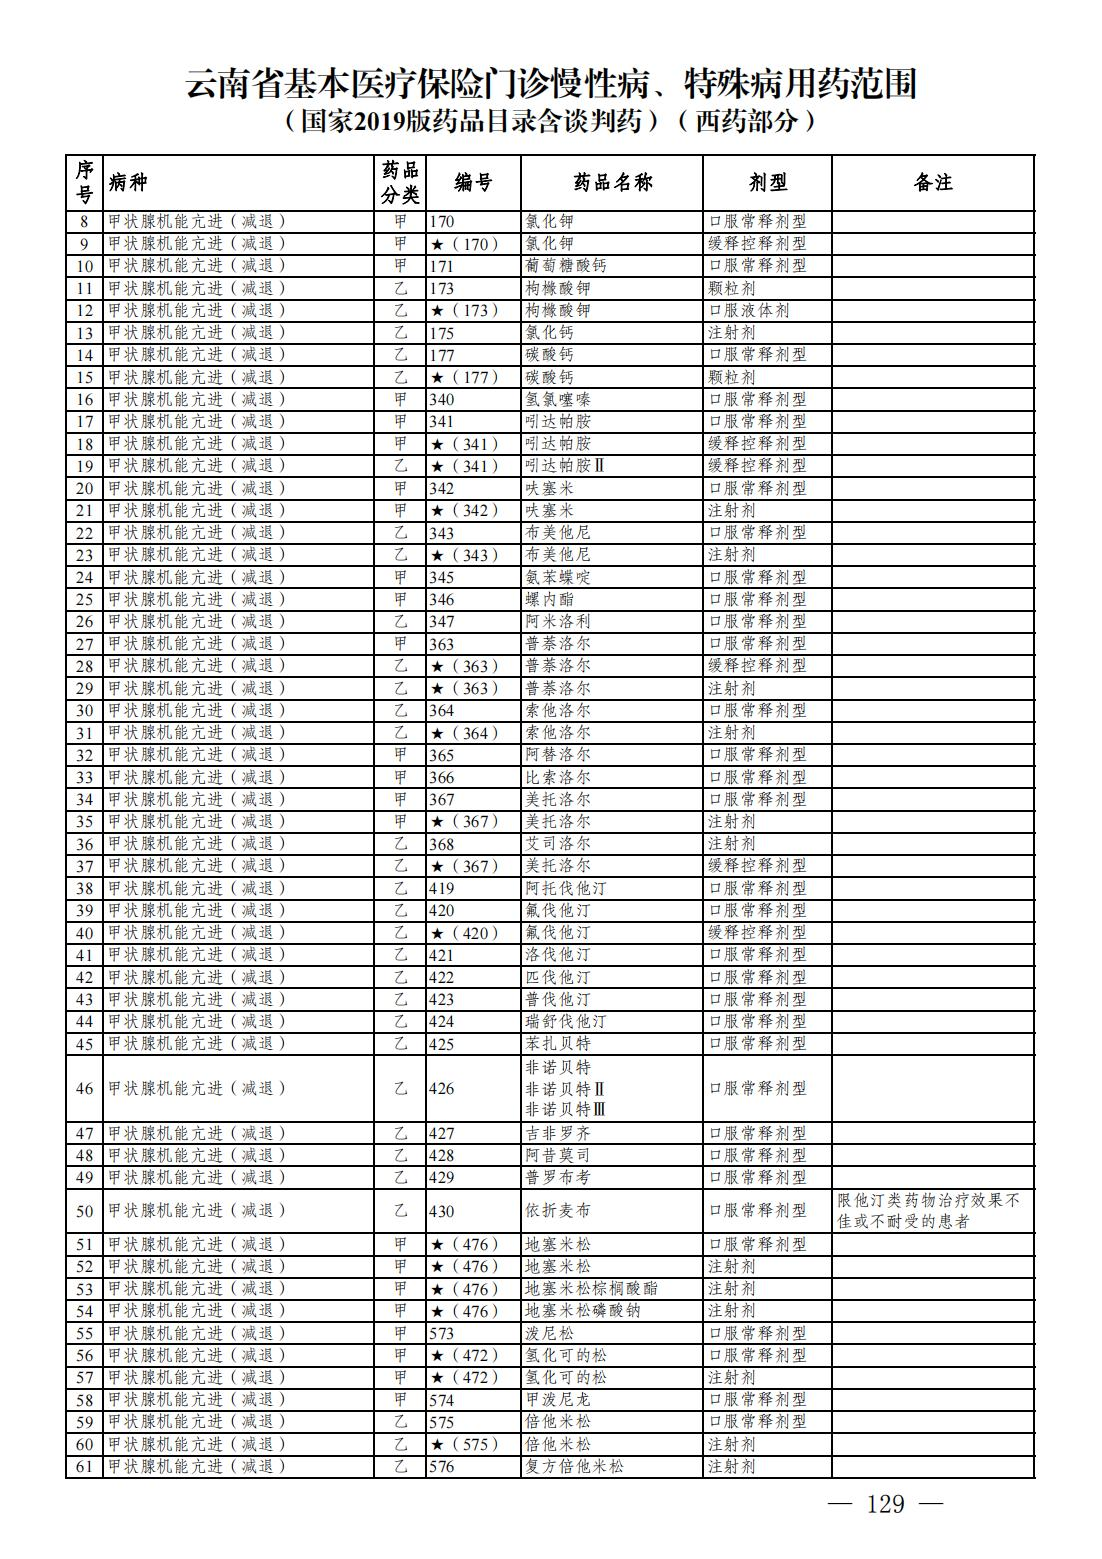 云南省基本医疗保险门诊慢性病、特殊病用药范围
（国家2019版药品目录含谈判药）（西药部分）
序号 病种 药品分类 编号 药品名称 剂型 备注
8 甲状腺机能亢进（减退） 甲 170 氯化钾 口服常释剂型
9 甲状腺机能亢进（减退） 甲 ★（170） 氯化钾 缓释控释剂型
10 甲状腺机能亢进（减退） 甲 171 葡萄糖酸钙 口服常释剂型
11 甲状腺机能亢进（减退） 乙 173 枸橼酸钾 颗粒剂
12 甲状腺机能亢进（减退） 乙 ★（173） 枸橼酸钾 口服液体剂
13 甲状腺机能亢进（减退） 乙 175 氯化钙 注射剂
14 甲状腺机能亢进（减退） 乙 177 碳酸钙 口服常释剂型
15 甲状腺机能亢进（减退） 乙 ★（177） 碳酸钙 颗粒剂
16 甲状腺机能亢进（减退） 甲 340 氢氯噻嗪 口服常释剂型
17 甲状腺机能亢进（减退） 甲 341 吲达帕胺 口服常释剂型
18 甲状腺机能亢进（减退） 甲 ★（341） 吲达帕胺 缓释控释剂型
19 甲状腺机能亢进（减退） 乙 ★（341） 吲达帕胺Ⅱ 缓释控释剂型
20 甲状腺机能亢进（减退） 甲 342 呋塞米 口服常释剂型
21 甲状腺机能亢进（减退） 甲 ★（342） 呋塞米 注射剂
22 甲状腺机能亢进（减退） 乙 343 布美他尼 口服常释剂型
23 甲状腺机能亢进（减退） 乙 ★（343） 布美他尼 注射剂
24 甲状腺机能亢进（减退） 甲 345 氨苯蝶啶 口服常释剂型
25 甲状腺机能亢进（减退） 甲 346 螺内酯 口服常释剂型
26 甲状腺机能亢进（减退） 乙 347 阿米洛利 口服常释剂型
27 甲状腺机能亢进（减退） 甲 363 普萘洛尔 口服常释剂型
28 甲状腺机能亢进（减退） 乙 ★（363） 普萘洛尔 缓释控释剂型
29 甲状腺机能亢进（减退） 乙 ★（363） 普萘洛尔 注射剂
30 甲状腺机能亢进（减退） 乙 364 索他洛尔 口服常释剂型
31 甲状腺机能亢进（减退） 乙 ★（364） 索他洛尔 注射剂
32 甲状腺机能亢进（减退） 甲 365 阿替洛尔 口服常释剂型
33 甲状腺机能亢进（减退） 甲 366 比索洛尔 口服常释剂型
34 甲状腺机能亢进（减退） 甲 367 美托洛尔 口服常释剂型
35 甲状腺机能亢进（减退） 甲 ★（367） 美托洛尔 注射剂
36 甲状腺机能亢进（减退） 乙 368 艾司洛尔 注射剂
37 甲状腺机能亢进（减退） 乙 ★（367） 美托洛尔 缓释控释剂型
38 甲状腺机能亢进（减退） 乙 419 阿托伐他汀 口服常释剂型
39 甲状腺机能亢进（减退） 乙 420 氟伐他汀 口服常释剂型
40 甲状腺机能亢进（减退） 乙 ★（420） 氟伐他汀 缓释控释剂型
41 甲状腺机能亢进（减退） 乙 421 洛伐他汀 口服常释剂型
42 甲状腺机能亢进（减退） 乙 422 匹伐他汀 口服常释剂型
43 甲状腺机能亢进（减退） 乙 423 普伐他汀 口服常释剂型
44 甲状腺机能亢进（减退） 乙 424 瑞舒伐他汀 口服常释剂型
45 甲状腺机能亢进（减退） 乙 425 苯扎贝特 口服常释剂型
46 甲状腺机能亢进（减退） 乙 426 非诺贝特
非诺贝特Ⅱ
非诺贝特Ⅲ 口服常释剂型
47 甲状腺机能亢进（减退） 乙 427 吉非罗齐 口服常释剂型
48 甲状腺机能亢进（减退） 乙 428 阿昔莫司 口服常释剂型
49 甲状腺机能亢进（减退） 乙 429 普罗布考 口服常释剂型
50 甲状腺机能亢进（减退） 乙 430 依折麦布 口服常释剂型 限他汀类药物治疗效果不
佳或不耐受的患者
51 甲状腺机能亢进（减退） 甲 ★（476） 地塞米松 口服常释剂型
52 甲状腺机能亢进（减退） 甲 ★（476） 地塞米松 注射剂
53 甲状腺机能亢进（减退） 甲 ★（476） 地塞米松棕榈酸酯 注射剂
54 甲状腺机能亢进（减退） 甲 ★（476） 地塞米松磷酸钠 注射剂
55 甲状腺机能亢进（减退） 甲 573 泼尼松 口服常释剂型
56 甲状腺机能亢进（减退） 甲 ★（472） 氢化可的松 口服常释剂型
57 甲状腺机能亢进（减退） 甲 ★（472） 氢化可的松 注射剂
58 甲状腺机能亢进（减退） 甲 574 甲泼尼龙 口服常释剂型
59 甲状腺机能亢进（减退） 乙 575 倍他米松 口服常释剂型
60 甲状腺机能亢进（减退） 乙 ★（575） 倍他米松 注射剂
61 甲状腺机能亢进（减退） 乙 576 复方倍他米松 注射剂
— 129 —